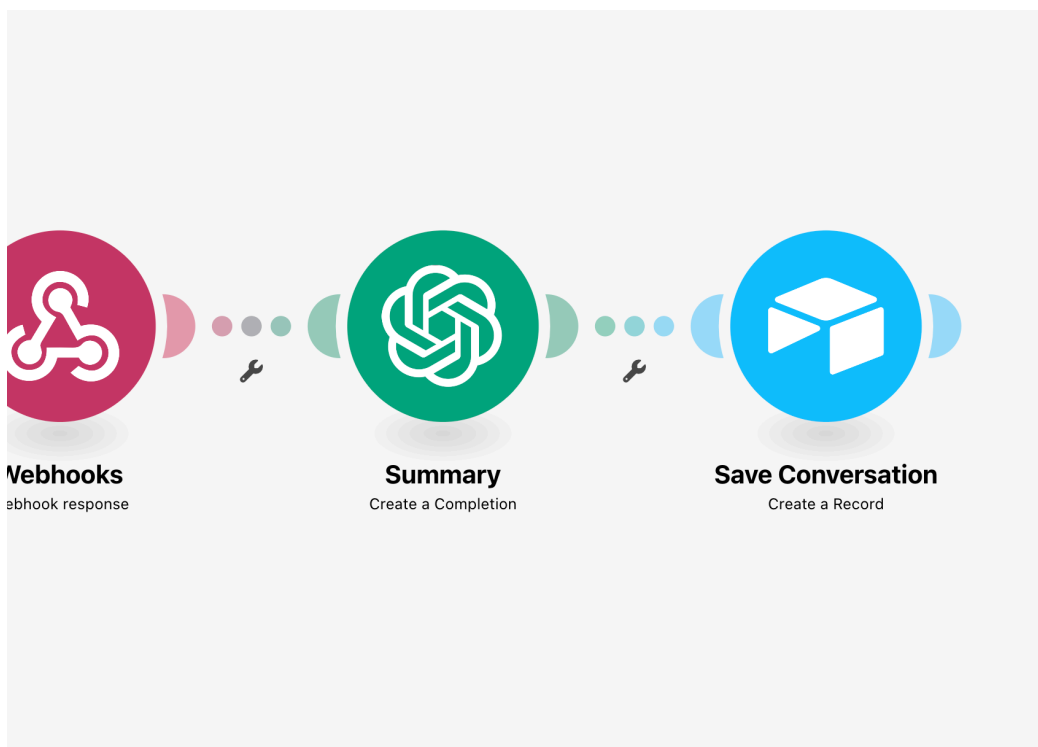 Webhooks
ebhook response
Summary
Create a Completion
Save Conversation
Create a Record